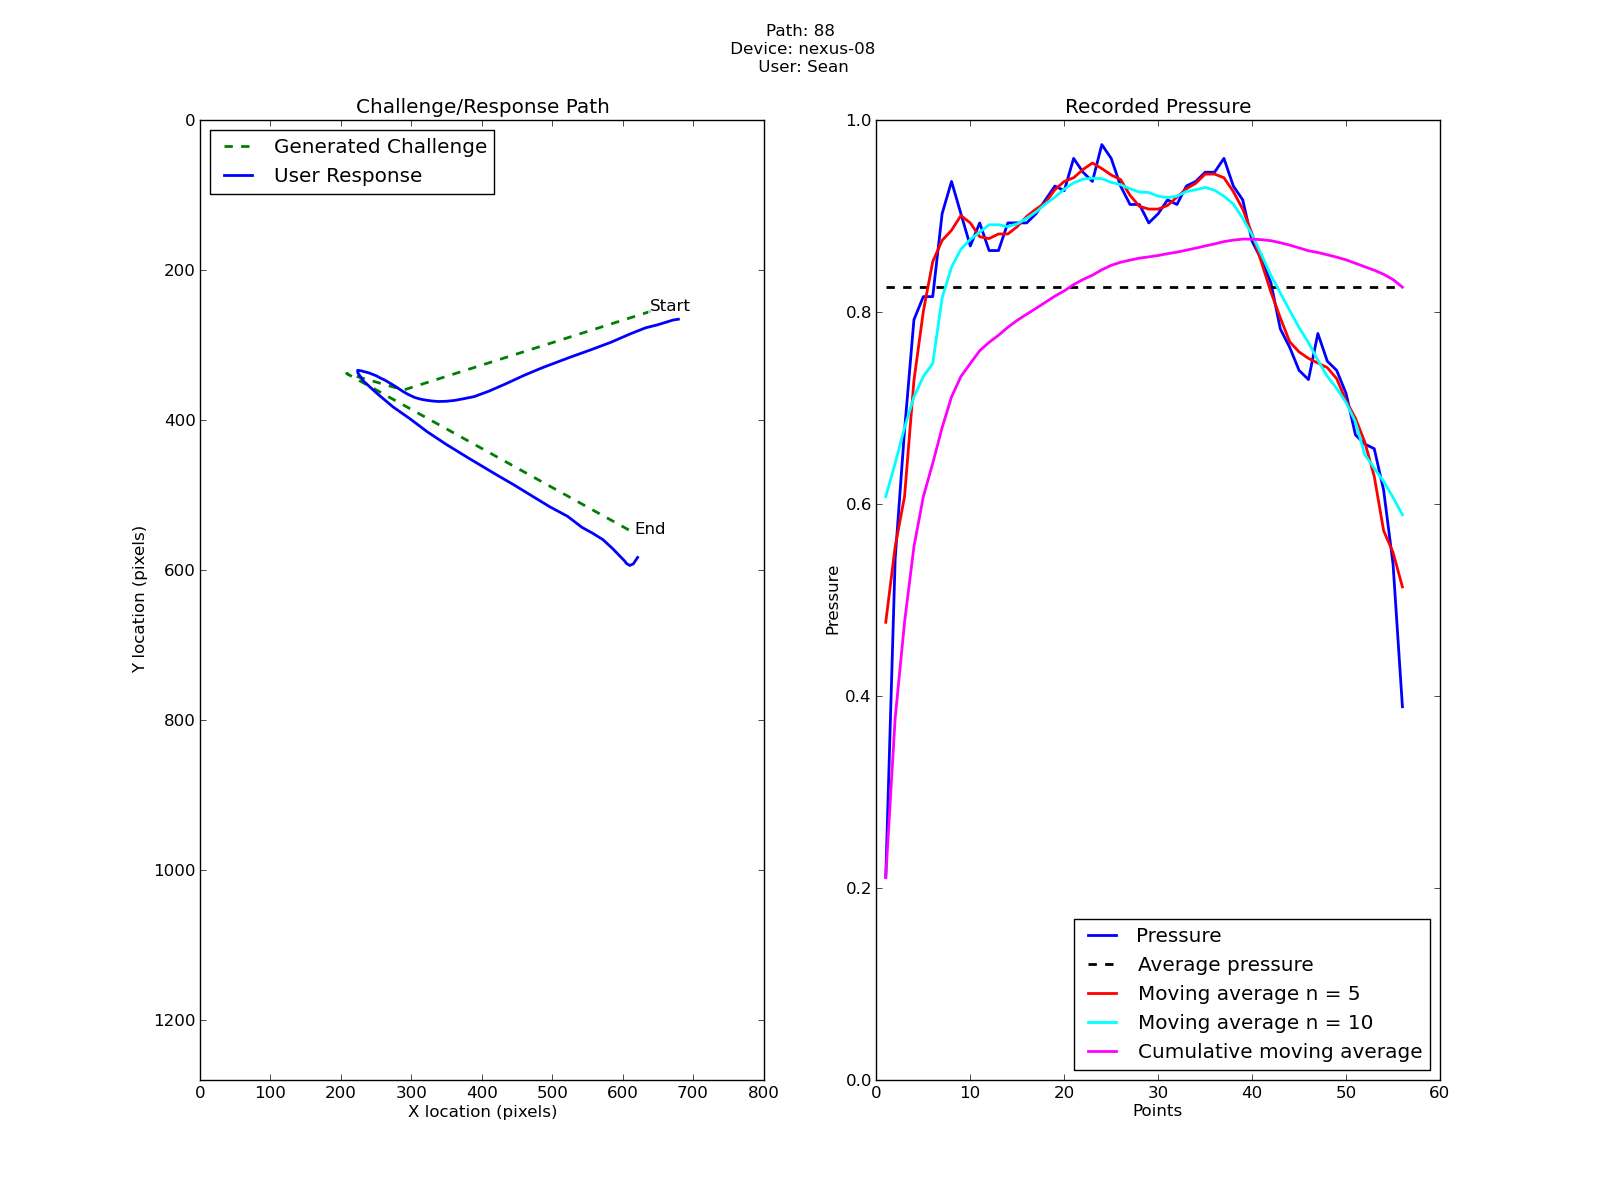 Path: 88
Device: nexus-08
User: Sean
Challenge/Response Path
Generated Challenge
User Response
Start
End
0
200
400
600
800
1000
1200
Y location (pixels)
0 100 200 300 400 500 600 700 800
X location (pixels)
Recorded Pressure
1.0
0.8
0.6
0.4
0.2
0.0
Pressure
Pressure
Average pressure
Moving average n = 5
Moving average n = 10
Cumulative moving average
0 10 20 30 40 50 60
Points